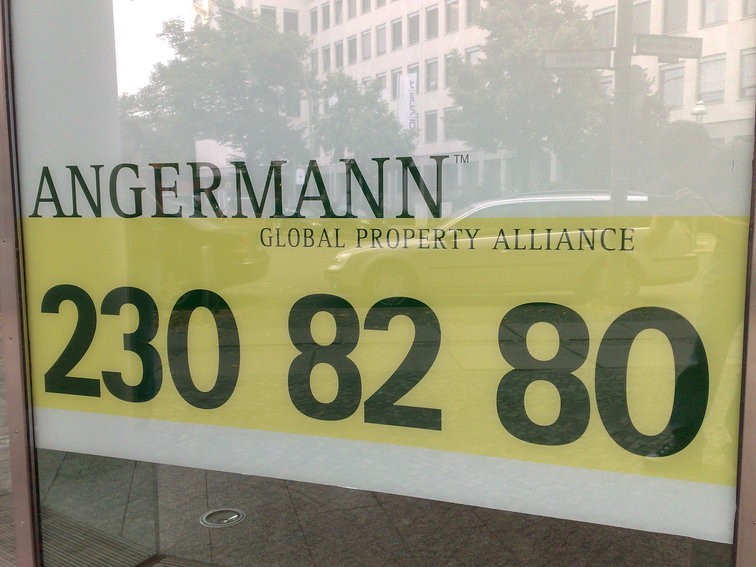 ANGERMANN™
GLOBAL PROPERTY ALLIANCE
230 82 80